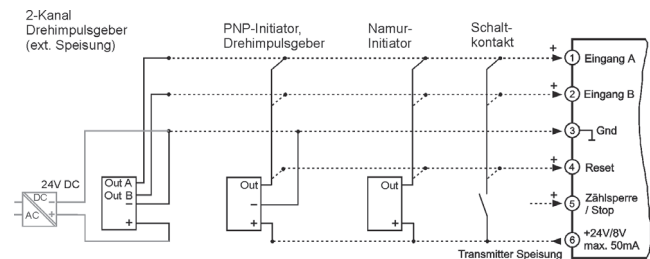 2-Kanal
Drehimpulsgeber
(ext. Speisung)
PNP-Initiator,
Drehimpulsgeber
Namur-
Initiator
Schalt-
kontakt
+
1 Eingang A
+
2 Eingang B
3 Gnd
+
4 Reset
+
5 Zählsperre
/ Stop
6 +24V/8V
max. 50mA
Transmitter Speisung
24V DC
DC −
AC +
Out A
Out B
−
+
Out
−
+
Out
+